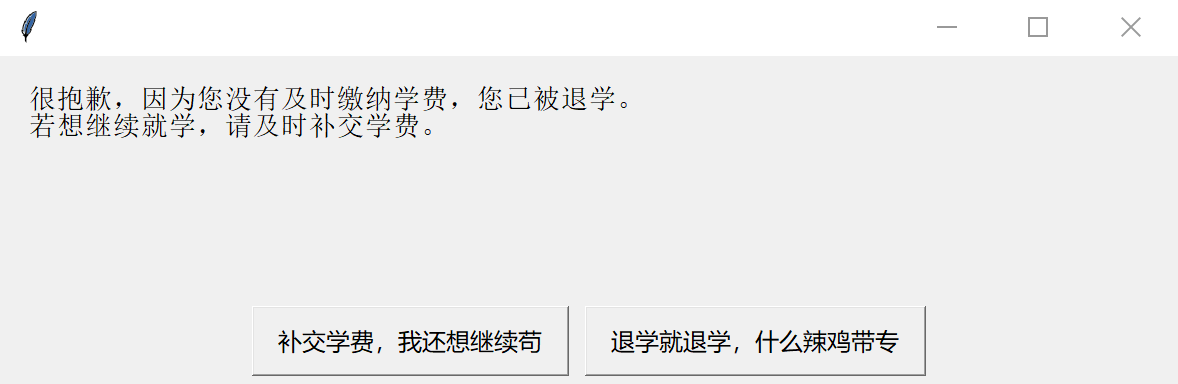 很抱歉，因为您没有及时缴纳学费，您已被退学。
若想继续就学，请及时补交学费。
补交学费，我还想继续苟
退学就退学，什么辣鸡带专